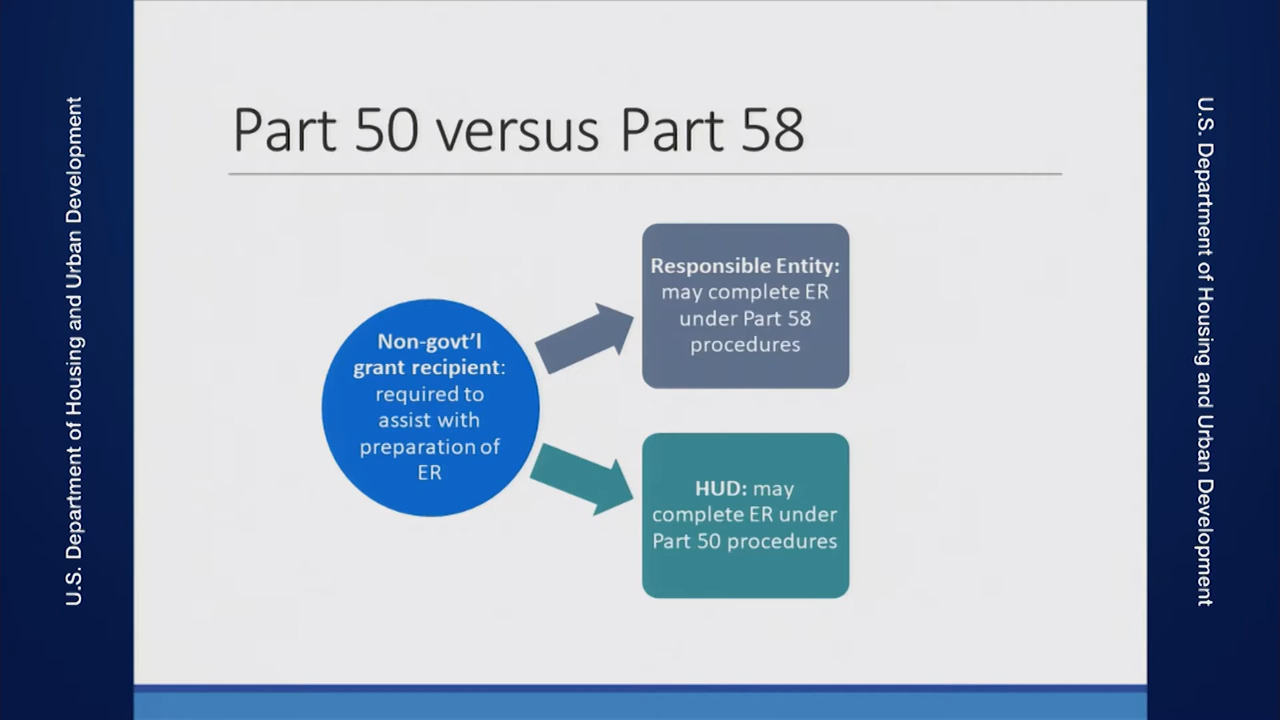 U.S. Department of Housing and Urban Development
Part 50 versus Part 58
Non-govt'l
grant recipient:
required to
assist with
preparation of
ER
Responsible Entity:
may complete ER
under Part 58
procedures
HUD: may
complete ER under
Part 50 procedures
U.S. Department of Housing and Urban Development